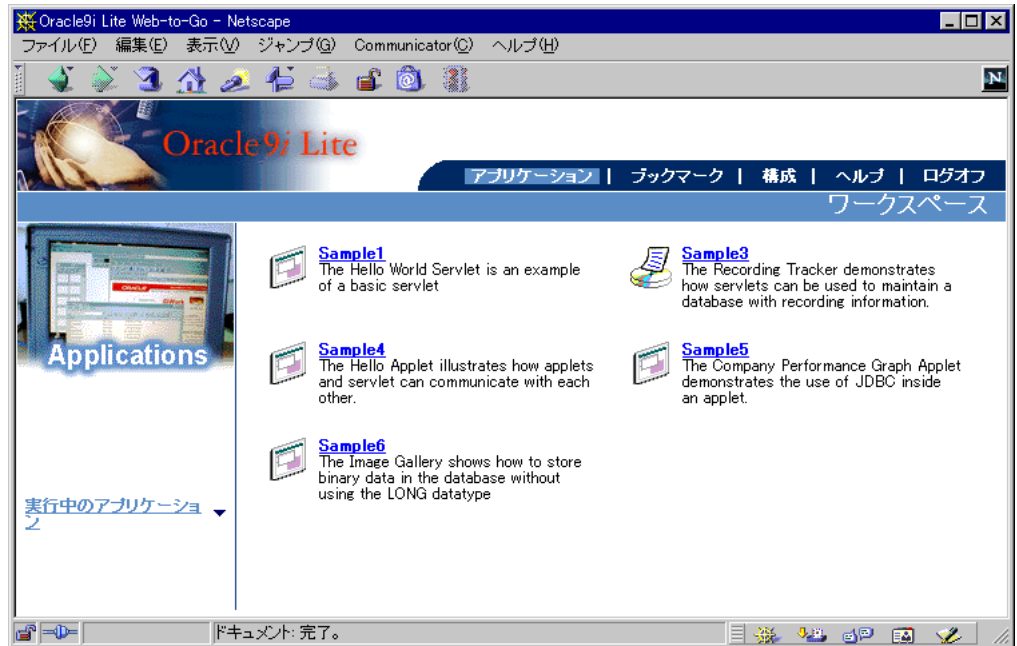 Oracle9i Lite Web-to-Go - Netscape
ファイル(F) 編集(E) 表示(V) ジャンプ(G) Communicator(C) ヘルプ(H)
N
Oracle9i Lite
アプリケーション | ブックマーク | 構成 | ヘルプ | ログオフ
ワークスペース
Applications
実行中のアプリケーショ
ン
Sample1
The Hello World Servlet is an example
of a basic servlet
Sample3
The Recording Tracker demonstrates
how servlets can be used to maintain a
database with recording information.
Sample4
The Hello Applet illustrates how applets
and servlet can communicate with each
other.
Sample5
The Company Performance Graph Applet
demonstrates the use of JDBC inside
an applet.
Sample6
The Image Gallery shows how to store
binary data in the database without
using the LONG datatype
ドキュメント: 完了。